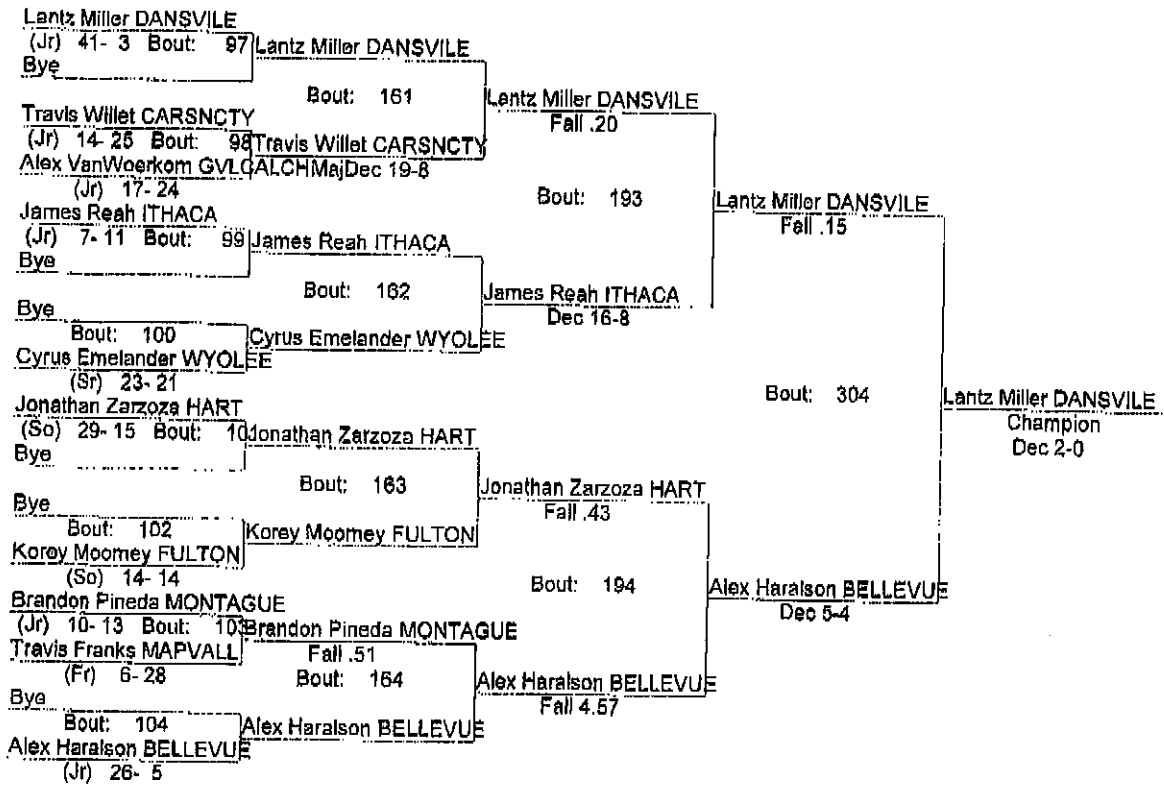 Lantz Miller DANSVILE
(Jr) 41- 3 Bout: 97
Bye
Lantz Miller DANSVILE
Bout: 161
Travis Willet CARSNCTY
(Jr) 14- 25 Bout: 98
Alex VanWoerkom GVLCALCH
(Jr) 17- 24
Travis Willet CARSNCTY
MajDec 19-8
Lantz Miller DANSVILE
Fall .20
Bout: 193
James Reah ITHACA
(Jr) 7- 11 Bout: 99
Bye
James Reah ITHACA
Bout: 162
Bye
Bout: 100
Cyrus Emelander WYOLEE
(Sr) 23- 21
Cyrus Emelander WYOLEE
James Reah ITHACA
Dec 16-8
Lantz Miller DANSVILE
Fall .15
Bout: 304
Jonathan Zarzoza HART
(So) 29- 15 Bout: 10
Bye
Jonathan Zarzoza HART
Bout: 163
Bye
Bout: 102
Korey Moomey FULTON
(So) 14- 14
Korey Moomey FULTON
Jonathan Zarzoza HART
Fall .43
Bout: 194
Brandon Pineda MONTAGUE
(Jr) 10- 13 Bout: 103
Travis Franks MAPVALL
(Fr) 6- 28
Brandon Pineda MONTAGUE
Fall .51
Bout: 164
Bye
Bout: 104
Alex Haralson BELLEVUE
(Jr) 26- 5
Alex Haralson BELLEVUE
Alex Haralson BELLEVUE
Fall 4.57
Alex Haralson BELLEVUE
Dec 5-4
Lantz Miller DANSVILE
Champion
Dec 2-0